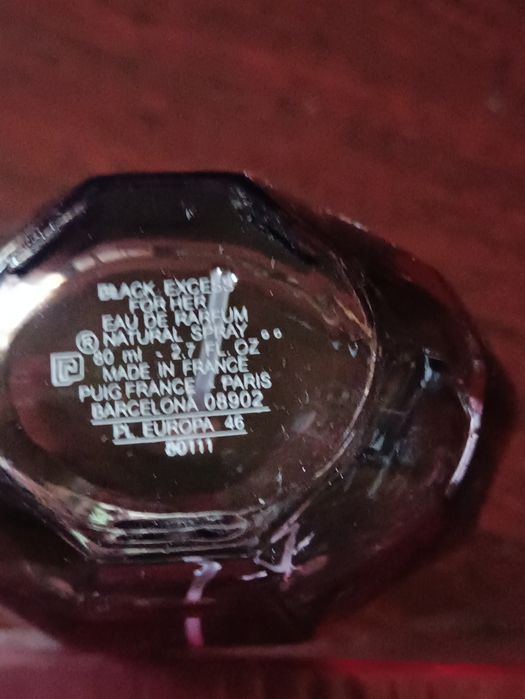 BLACK EXCESS
FOR HER
EAU DE PARFUM
® NATURAL SPRAY
80 ml - 2.7 FL. OZ
MADE IN FRANCE
PUIG FRANCE PARIS
BARCELONA 08902
PL. EUROPA 46
80111